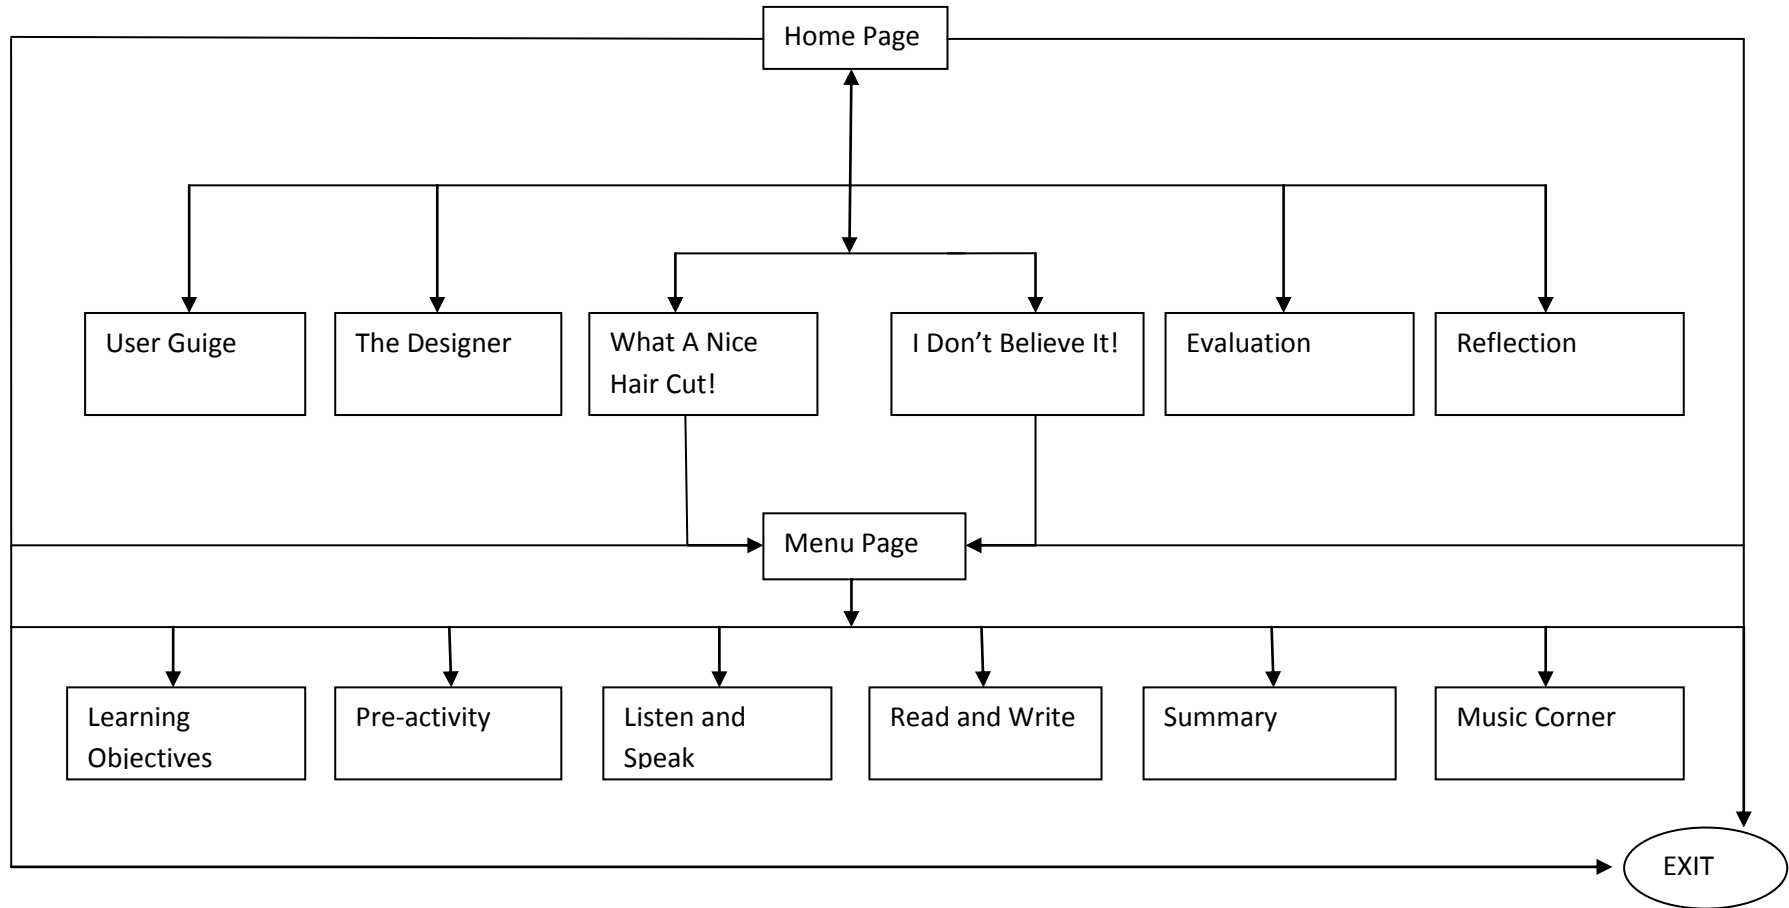 Home Page
User Guige
The Designer
What A Nice
Hair Cut!
I Don't Believe It!
Evaluation
Reflection
Menu Page
Learning
Objectives
Pre-activity
Listen and
Speak
Read and Write
Summary
Music Corner
EXIT